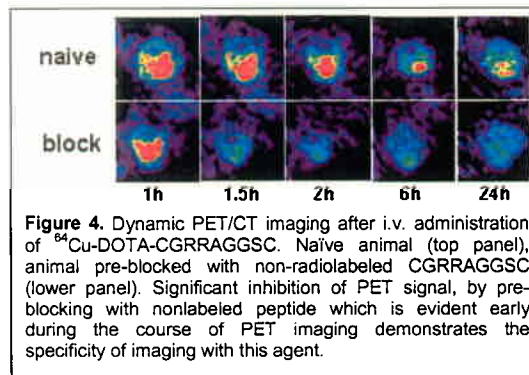 naive
block
1h 1.5h 2h 6h 24h
Figure 4. Dynamic PET/CT imaging after i.v. administration
of ⁶⁴Cu-DOTA-CGRRAGGSC. Naïve animal (top panel),
animal pre-blocked with non-radiolabeled CGRRAGGSC
(lower panel). Significant inhibition of PET signal, by pre-
blocking with nonlabeled peptide which is evident early
during the course of PET imaging demonstrates the
specificity of imaging with this agent.